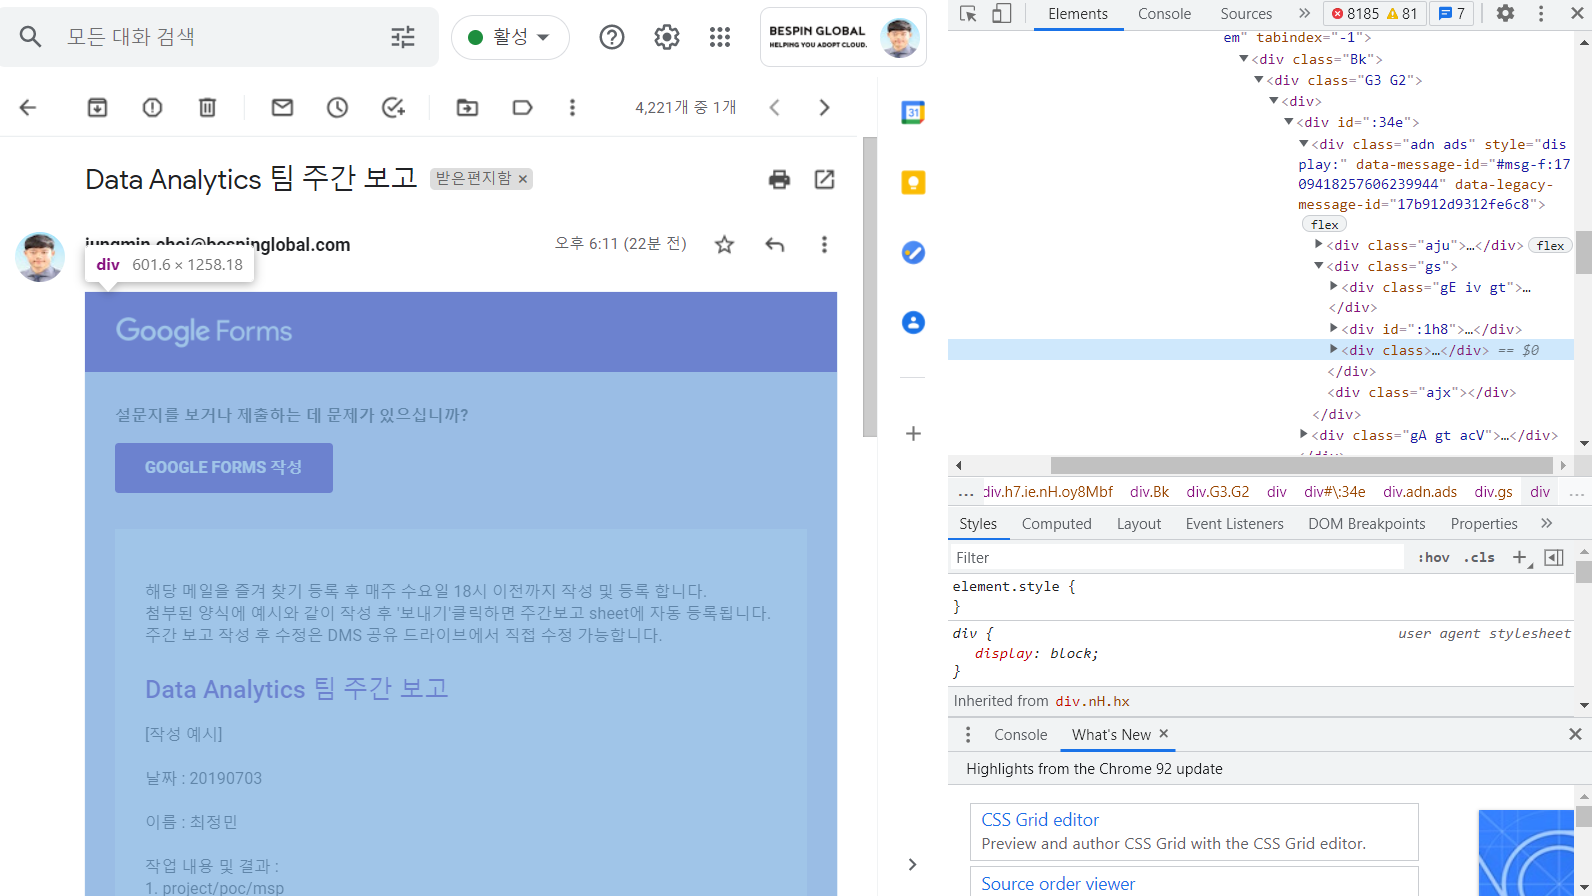 모든 대화 검색
활성
BESPIN GLOBAL
HELPING YOU ADOPT CLOUD.
4,221개 중 1개
Data Analytics 팀 주간 보고
받은편지함 ×
jungmin.choi@bespinglobal.com
오후 6:11 (22분 전)
div 601.6 × 1258.18
Google Forms
설문지를 보거나 제출하는 데 문제가 있으십니까?
GOOGLE FORMS 작성
해당 메일을 즐겨 찾기 등록 후 매주 수요일 18시 이전까지 작성 및 등록 합니다.
첨부된 양식에 예시와 같이 작성 후 '보내기'클릭하면 주간보고 sheet에 자동 등록됩니다.
주간 보고 작성 후 수정은 DMS 공유 드라이브에서 직접 수정 가능합니다.
Data Analytics 팀 주간 보고
[작성 예시]
날짜 : 20190703
이름 : 최정민
작업 내용 및 결과 :
1. project/poc/msp
31
Elements Console Sources » 8185 81 7
em" tabindex="-1">
<div class="Bk">
<div class="G3 G2">
<div>
<div id=":34e">
<div class="adn ads" style="dis
play:" data-message-id="#msg-f:17
09418257606239944" data-legacy-
message-id="17b912d9312fe6c8">
flex
<div class="aju">…</div> flex
<div class="gs">
<div class="gE iv gt">…
</div>
<div id=":1h8">…</div>
<div class>…</div> == $0
</div>
<div class="ajx"></div>
</div>
<div class="gA gt acV">…</div>
</div>
… div.h7.ie.nH.oy8Mbf div.Bk div.G3.G2 div div#\:34e div.adn.ads div.gs div …
Styles Computed Layout Event Listeners DOM Breakpoints Properties »
Filter :hov .cls +
element.style {
}
div { user agent stylesheet
display: block;
}
Inherited from div.nH.hx
Console What's New ×
Highlights from the Chrome 92 update
CSS Grid editor
Preview and author CSS Grid with the CSS Grid editor.
Source order viewer